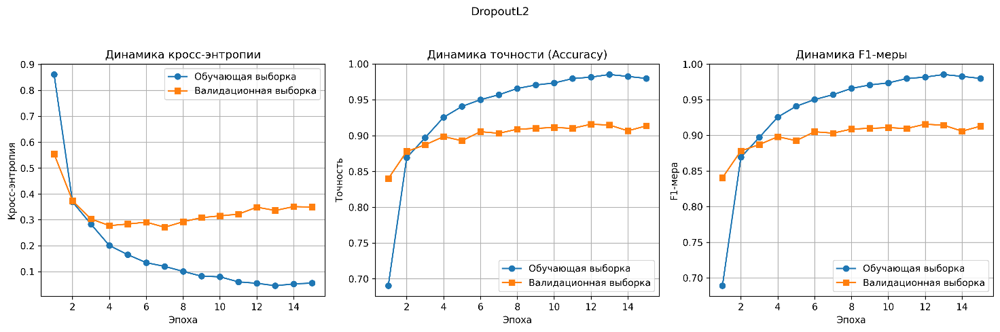 DropoutL2
Динамика кросс-энтропии
Кросс-энтропия
0.9
0.8
0.7
0.6
0.5
0.4
0.3
0.2
0.1
Обучающая выборка
Валидационная выборка
2 4 6 8 10 12 14
Эпоха
Динамика точности (Accuracy)
Точность
1.00
0.95
0.90
0.85
0.80
0.75
0.70
Обучающая выборка
Валидационная выборка
2 4 6 8 10 12 14
Эпоха
Динамика F1-меры
F1-мера
1.00
0.95
0.90
0.85
0.80
0.75
0.70
Обучающая выборка
Валидационная выборка
2 4 6 8 10 12 14
Эпоха